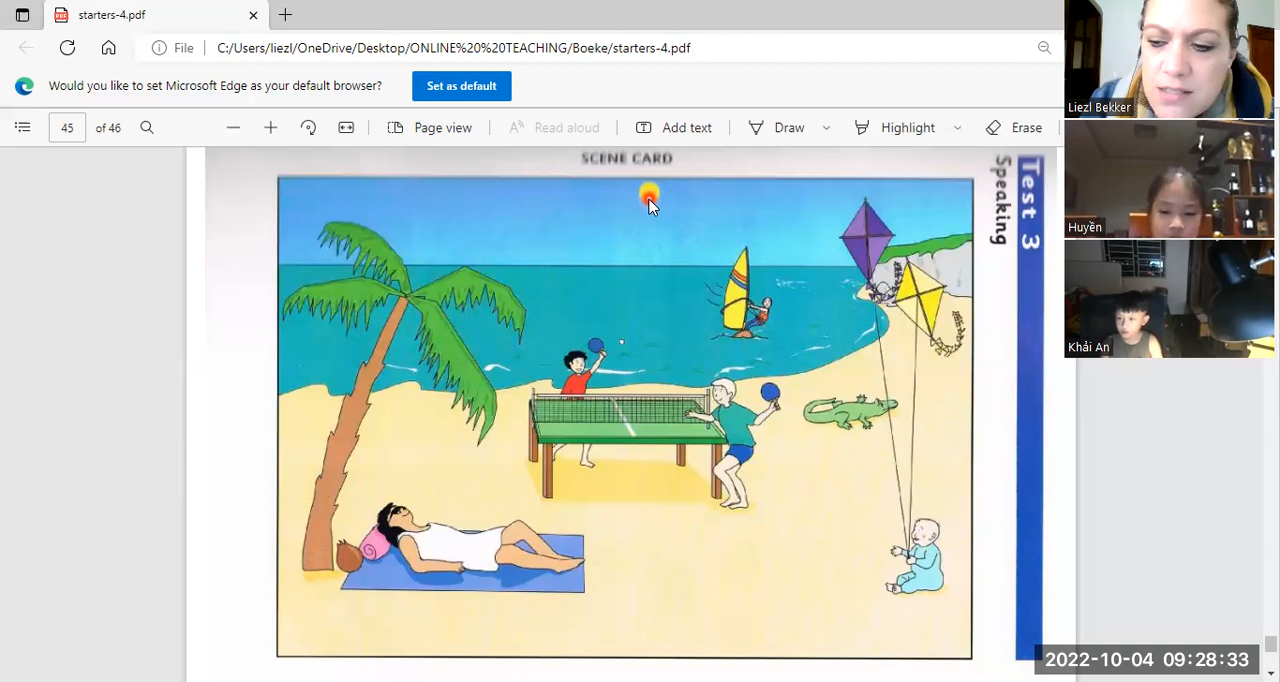 starters-4.pdf
File
C:/Users/liezl/OneDrive/Desktop/ONLINE%20%20TEACHING/Boeke/starters-4.pdf
Would you like to set Microsoft Edge as your default browser?
Set as default
45 of 46
Page view
Read aloud
Add text
Draw
Highlight
Erase
SCENE CARD
Test 3
Speaking
Liezl Bekker
Huyền
Khải An
2022-10-04 09:28:33